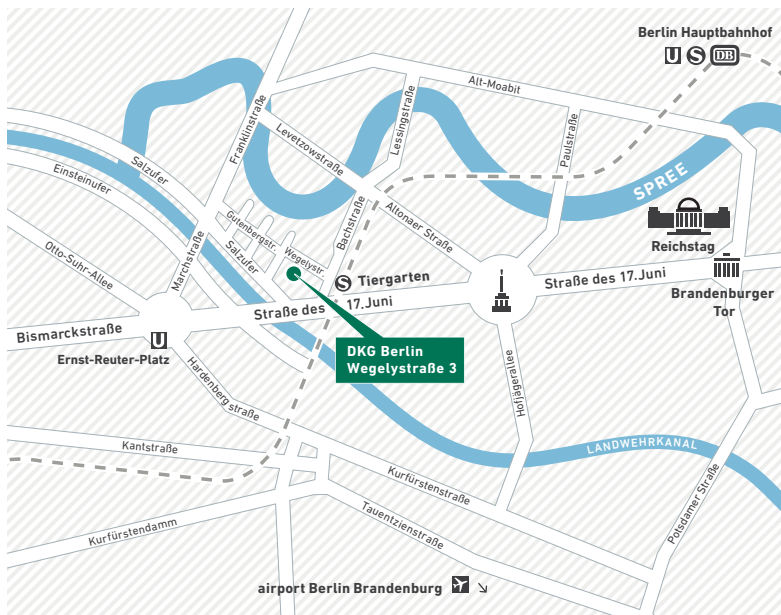 Berlin Hauptbahnhof
U S DB
Alt-Moabit
Franklinstraße
Levetzowstraße
Lessingstraße
Paulstraße
Salzufer
Einsteinufer
SPREE
Otto-Suhr-Allee
Marchstraße
Gutenbergstr.
Salzufer
Wegelystr.
Bachstraße
Altonaer Straße
Reichstag
S Tiergarten
Straße des 17.Juni
Straße des 17.Juni
Brandenburger
Tor
Bismarckstraße
U
Ernst-Reuter-Platz
DKG Berlin
Wegelystraße 3
Hardenbergstraße
Hofjägerallee
Kantstraße
LANDWEHRKANAL
Kurfürstenstraße
Potsdamer Straße
Kurfürstendamm
Tauentzienstraße
airport Berlin Brandenburg